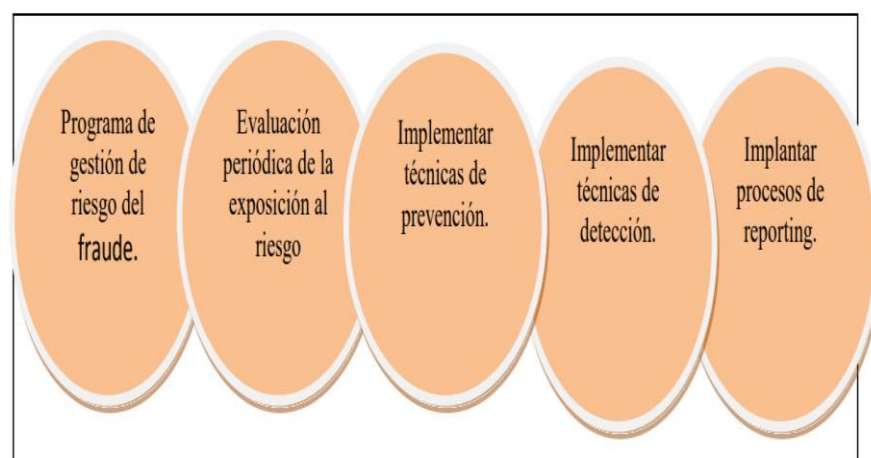 Programa de
gestión de
riesgo del
fraude.
Evaluación
periódica de la
exposición al
riesgo
Implementar
técnicas de
prevención.
Implementar
técnicas de
detección.
Implantar
procesos de
reporting.